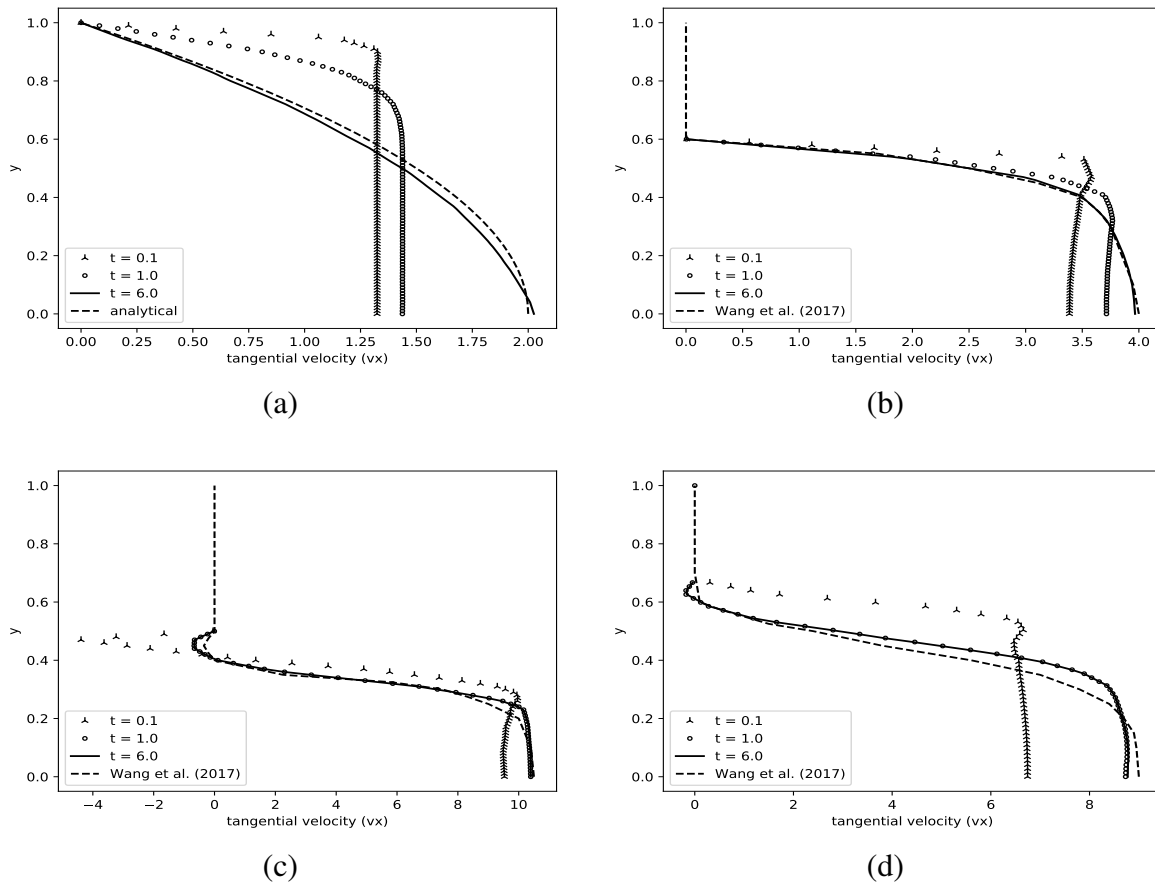 1.0
0.8
0.6
0.4
0.2
0.0
y
t = 0.1
t = 1.0
t = 6.0
analytical
0.00 0.25 0.50 0.75 1.00 1.25 1.50 1.75 2.00
tangential velocity (vx)
(a)
1.0
0.8
0.6
0.4
0.2
0.0
y
t = 0.1
t = 1.0
t = 6.0
Wang et al. (2017)
0.0 0.5 1.0 1.5 2.0 2.5 3.0 3.5 4.0
tangential velocity (vx)
(b)
1.0
0.8
0.6
0.4
0.2
0.0
y
t = 0.1
t = 1.0
t = 6.0
Wang et al. (2017)
−4 −2 0 2 4 6 8 10
tangential velocity (vx)
(c)
1.0
0.8
0.6
0.4
0.2
0.0
y
t = 0.1
t = 1.0
t = 6.0
Wang et al. (2017)
0 2 4 6 8
tangential velocity (vx)
(d)